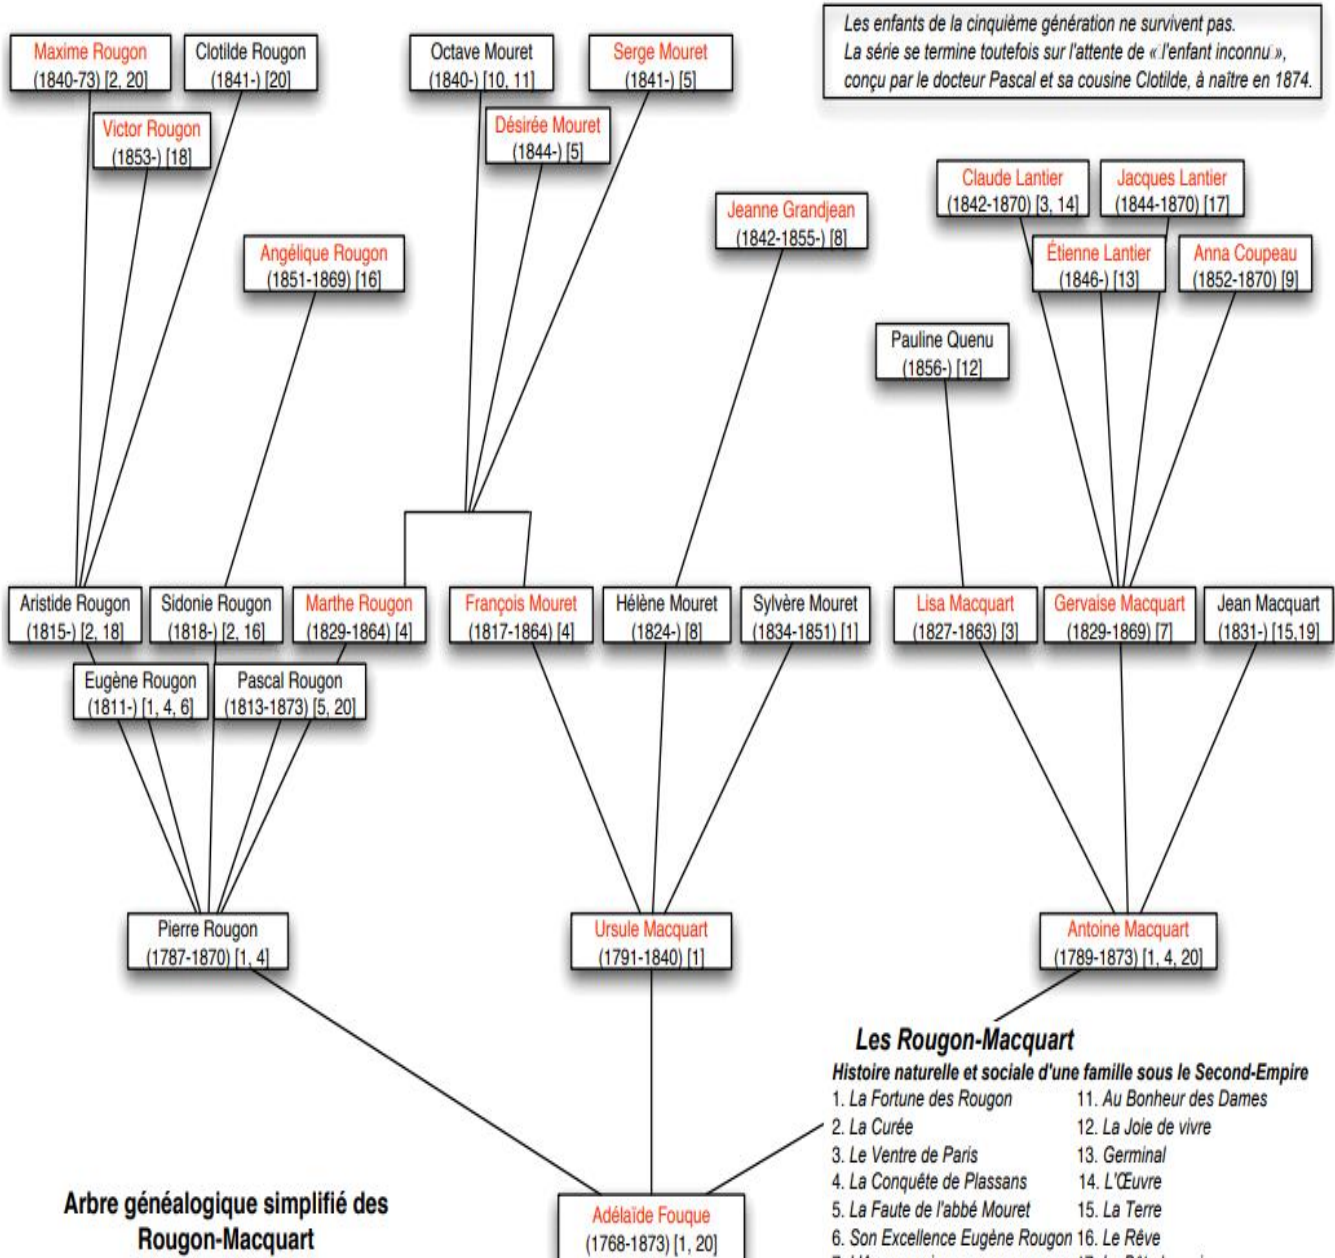 Les enfants de la cinquième génération ne survivent pas.
La série se termine toutefois sur l'attente de « l'enfant inconnu »,
conçu par le docteur Pascal et sa cousine Clotilde, à naître en 1874.
Maxime Rougon
(1840-73) [2, 20]
Clotilde Rougon
(1841-) [20]
Octave Mouret
(1840-) [10, 11]
Serge Mouret
(1841-) [5]
Victor Rougon
(1853-) [18]
Désirée Mouret
(1844-) [5]
Claude Lantier
(1842-1870) [3, 14]
Jacques Lantier
(1844-1870) [17]
Jeanne Grandjean
(1842-1855-) [8]
Angélique Rougon
(1851-1869) [16]
Étienne Lantier
(1846-) [13]
Anna Coupeau
(1852-1870) [9]
Pauline Quenu
(1856-) [12]
Aristide Rougon
(1815-) [2, 18]
Sidonie Rougon
(1818-) [2, 16]
Marthe Rougon
(1829-1864) [4]
François Mouret
(1817-1864) [4]
Hélène Mouret
(1824-) [8]
Sylvère Mouret
(1834-1851) [1]
Lisa Macquart
(1827-1863) [3]
Gervaise Macquart
(1829-1869) [7]
Jean Macquart
(1831-) [15,19]
Eugène Rougon
(1811-) [1, 4, 6]
Pascal Rougon
(1813-1873) [5, 20]
Pierre Rougon
(1787-1870) [1, 4]
Ursule Macquart
(1791-1840) [1]
Antoine Macquart
(1789-1873) [1, 4, 20]
Les Rougon-Macquart
Histoire naturelle et sociale d'une famille sous le Second-Empire
1. La Fortune des Rougon
2. La Curée
3. Le Ventre de Paris
4. La Conquête de Plassans
5. La Faute de l'abbé Mouret
6. Son Excellence Eugène Rougon
11. Au Bonheur des Dames
12. La Joie de vivre
13. Germinal
14. L'Œuvre
15. La Terre
16. Le Rêve
Arbre généalogique simplifié des
Rougon-Macquart
Adélaïde Fouque
(1768-1873) [1, 20]